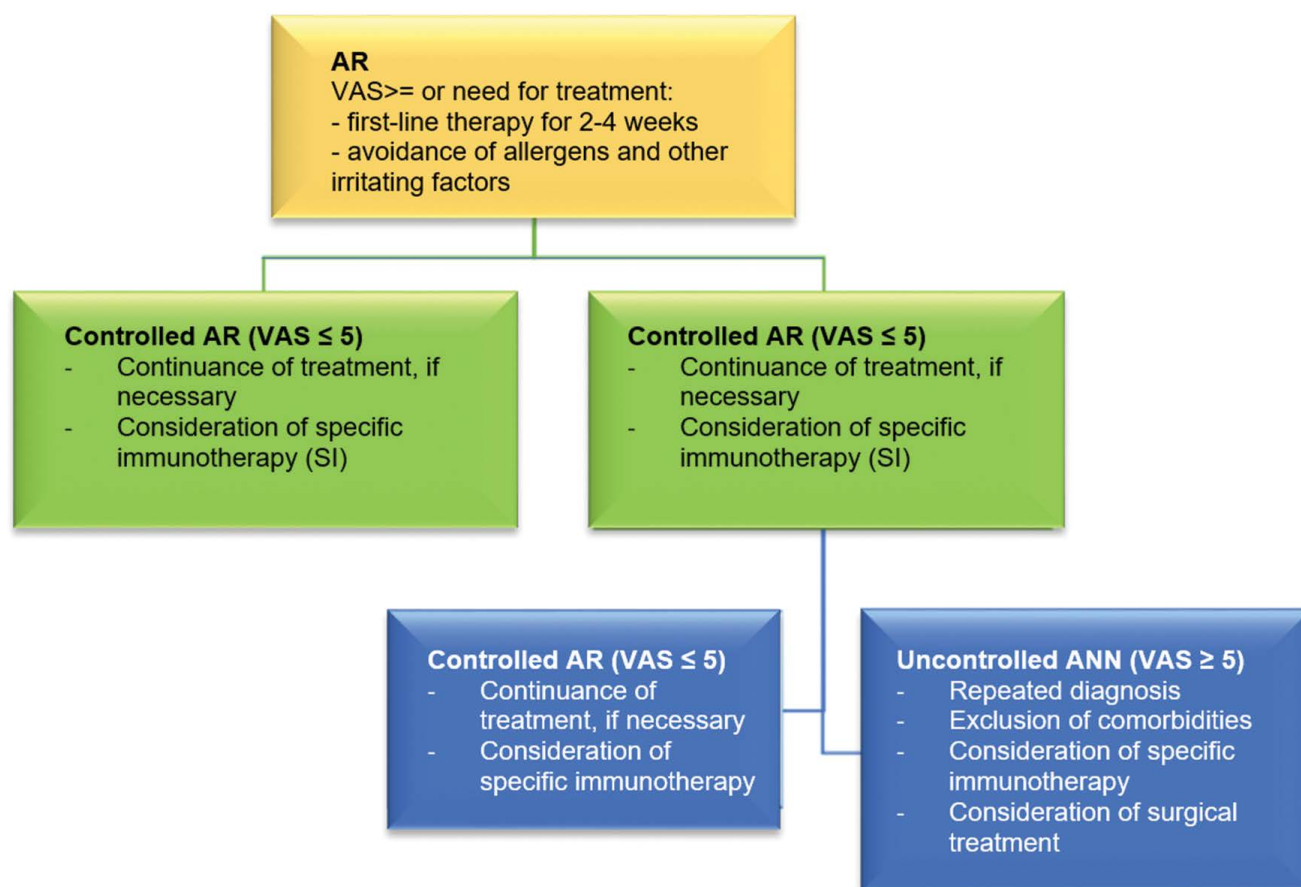 AR
VAS>= or need for treatment:
- first-line therapy for 2-4 weeks
- avoidance of allergens and other
irritating factors
Controlled AR (VAS ≤ 5)
- Continuance of treatment, if
necessary
- Consideration of specific
immunotherapy (SI)
Controlled AR (VAS ≤ 5)
- Continuance of treatment, if
necessary
- Consideration of specific
immunotherapy (SI)
Controlled AR (VAS ≤ 5)
- Continuance of
treatment, if necessary
- Consideration of
specific immunotherapy
Uncontrolled ANN (VAS ≥ 5)
- Repeated diagnosis
- Exclusion of comorbidities
- Consideration of specific
immunotherapy
- Consideration of surgical
treatment